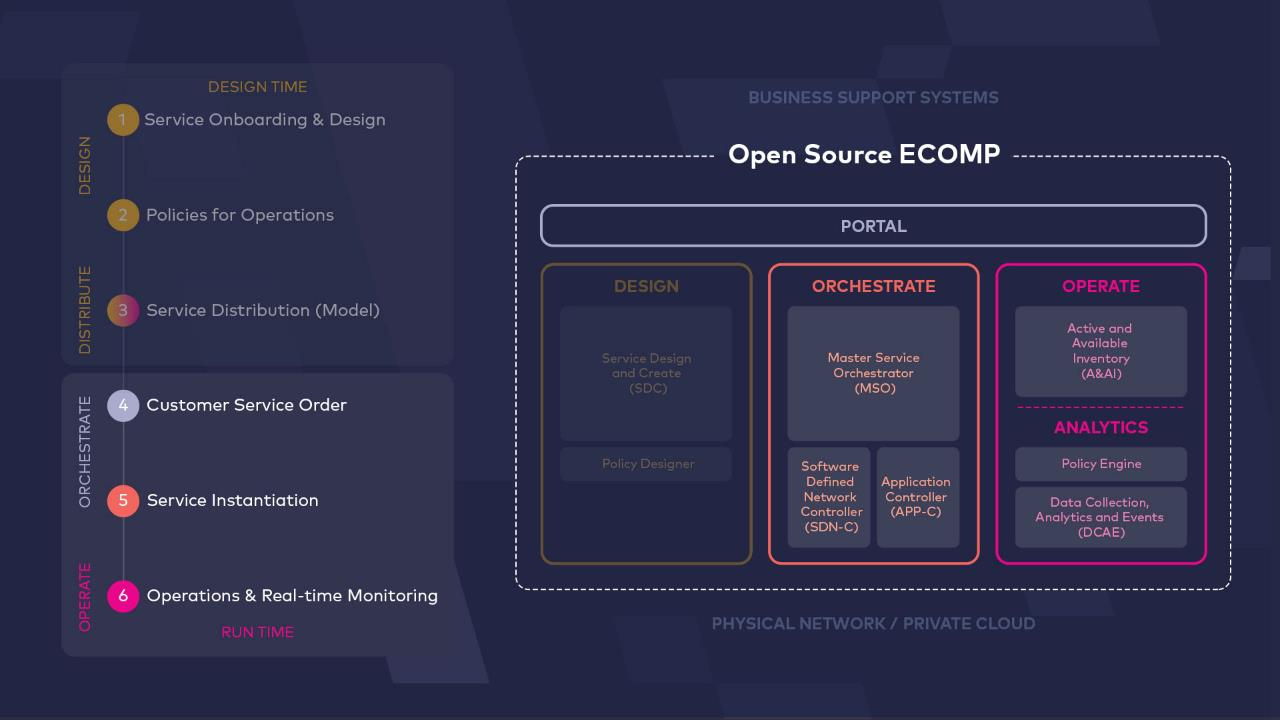 DESIGN TIME
DESIGN
1
Service Onboarding & Design
2
Policies for Operations
DISTRIBUTE
3
Service Distribution (Model)
ORCHESTRATE
4
Customer Service Order
5
Service Instantiation
OPERATE
6
Operations & Real-time Monitoring
RUN TIME
BUSINESS SUPPORT SYSTEMS
Open Source ECOMP
PORTAL
DESIGN
Service Design
and Create
(SDC)
Policy Designer
ORCHESTRATE
Master Service
Orchestrator
(MSO)
Software
Defined
Network
Controller
(SDN-C)
Application
Controller
(APP-C)
OPERATE
Active and
Available
Inventory
(A&AI)
ANALYTICS
Policy Engine
Data Collection,
Analytics and Events
(DCAE)
PHYSICAL NETWORK / PRIVATE CLOUD